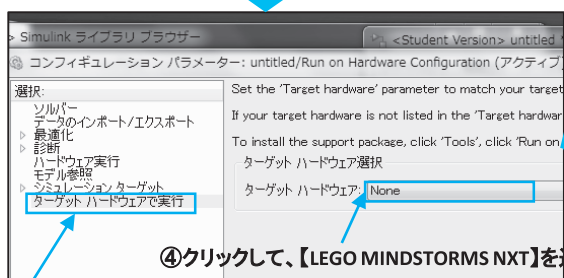 > Simulink ライブラリ ブラウザー
<Student Version> untitled
コンフィギュレーション パラメーター: untitled/Run on Hardware Configuration (アクティブ)
選択:
ソルバー
データのインポート/エクスポート
最適化
診断
ハードウェア実行
モデル参照
シミュレーション ターゲット
ターゲット ハードウェアで実行
Set the 'Target hardware' parameter to match your target
If your target hardware is not listed in the 'Target hardwar
To install the support package, click 'Tools', click 'Run on
ターゲット ハードウェア選択
ターゲット ハードウェア: None
④クリックして、【LEGO MINDSTORMS NXT】を